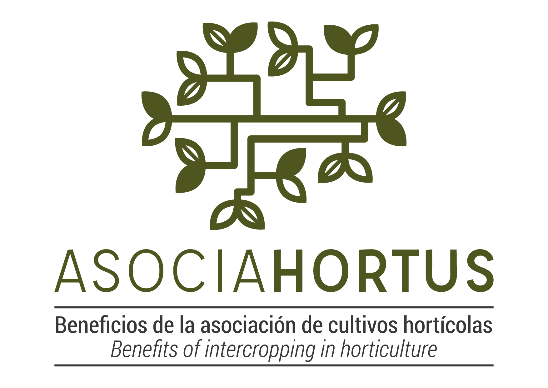 ASOCIAHORTUS
Beneficios de la asociación de cultivos hortícolas
Benefits of intercropping in horticulture